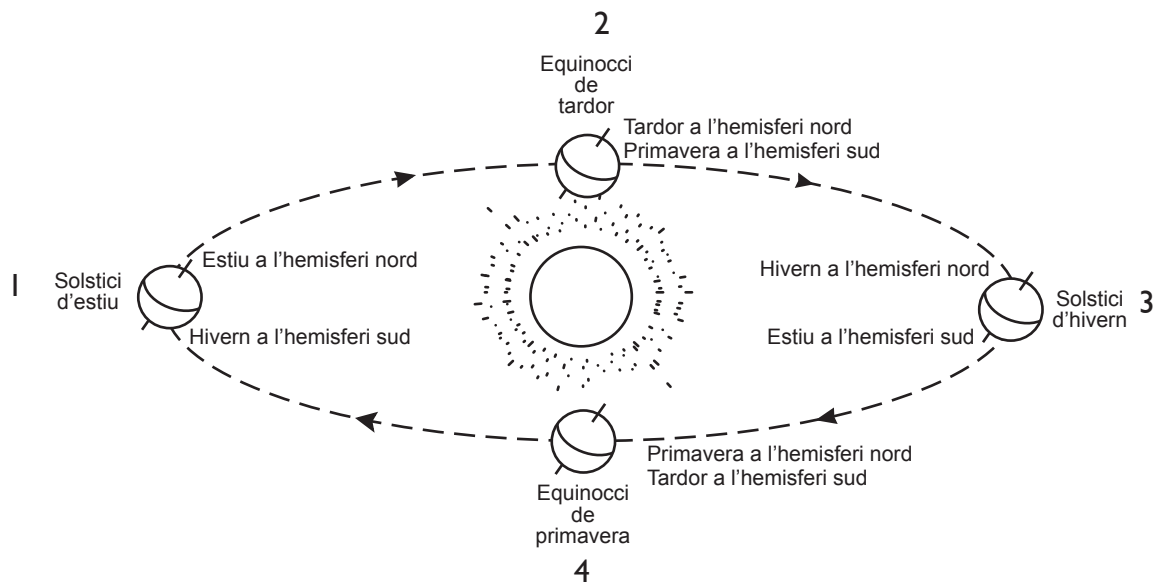 2
Equinocci
de
tardor
Tardor a l'hemisferi nord
Primavera a l'hemisferi sud
1
Solstici
d'estiu
Estiu a l'hemisferi nord
Hivern a l'hemisferi sud
Hivern a l'hemisferi nord
Estiu a l'hemisferi sud
Solstici
d'hivern
3
Primavera a l'hemisferi nord
Tardor a l'hemisferi sud
Equinocci
de
primavera
4